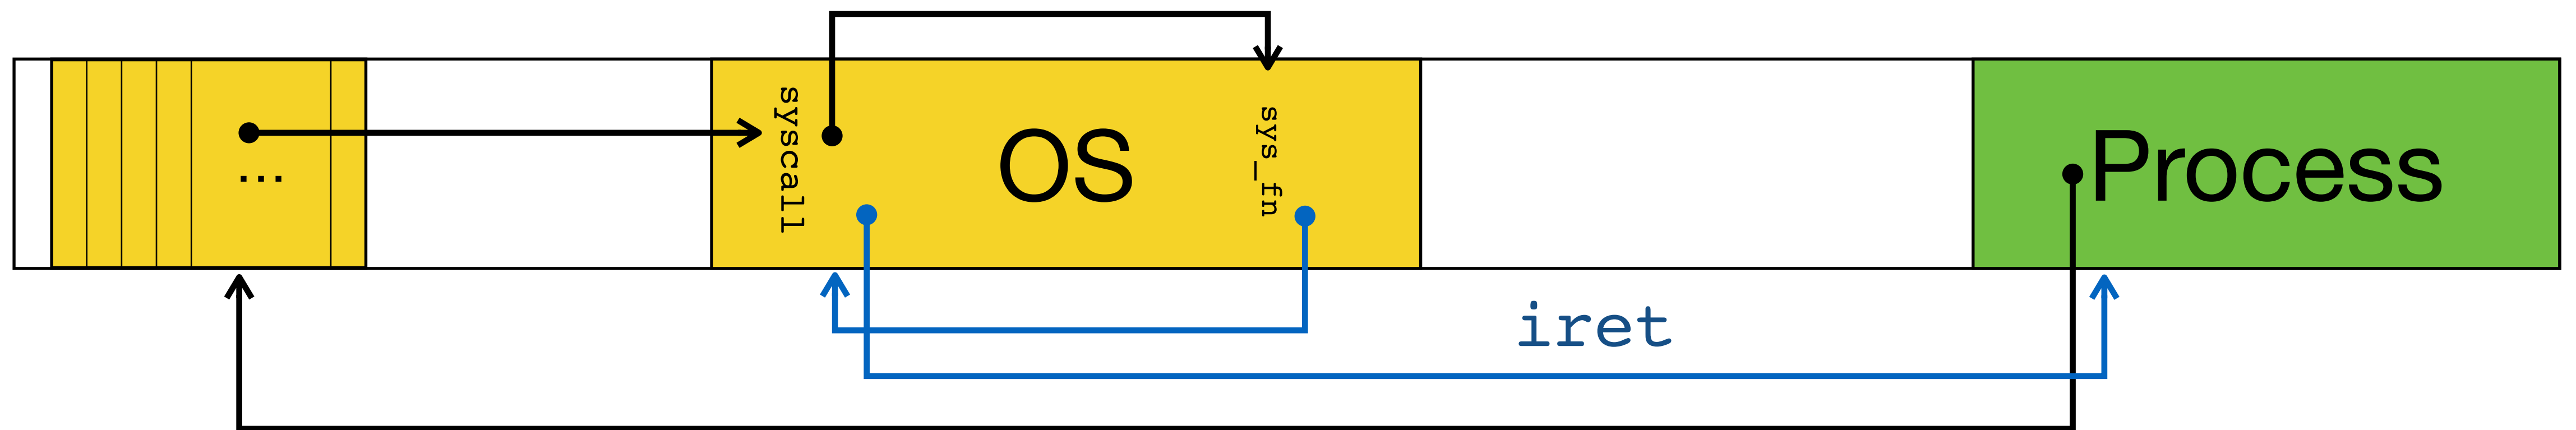 ...
syscall
OS
sys_fn
Process
iret